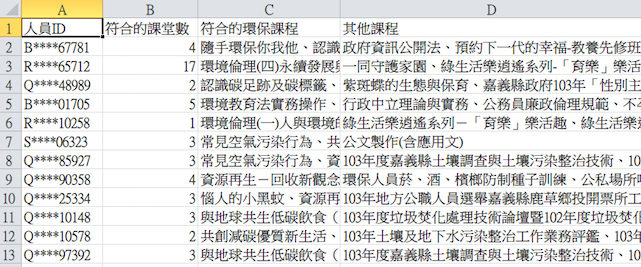 A B C D
1 人員ID 符合的課堂數 符合的環保課程 其他課程
2 B****67781 4 隨手環保你我他、認識 政府資訊公開法、預約下一代的幸福-教養先修班
3 R****65712 17 環境倫理(四)永續發展 一同守護家園、綠生活樂逍遙系列-「育樂」樂活
4 Q****48989 2 認識碳足跡及碳標籤、 紫斑蝶的生態與保育、嘉義縣政府103年「性別主
5 B****01705 5 環境教育法實務操作、 行政中立理論與實務、公務員廉政倫理規範、不
6 R****10258 1 環境倫理(一)人與環境 綠生活樂逍遙系列－「育樂」樂活趣、綠生活樂
7 S****06323 3 常見空氣污染行為、共 公文製作(含應用文)
8 Q****85927 3 常見空氣污染行為、 103年度嘉義縣土壤調查與土壤污染整治技術、10
9 Q****90358 4 資源再生－回收新觀念 環保人員菸、酒、檳榔防制種子訓練、公私場所
10 Q****25334 3 惱人的小黑蚊、資源再 103年地方公職人員選舉嘉義縣鹿草鄉投開票所工
11 Q****10148 3 與地球共生低碳飲食（ 103年度垃圾焚化處理技術論壇暨102年度垃圾焚
12 Q****10578 2 共創減碳優質新生活、 103年土壤及地下水污染整治工作業務評鑑、103年
13 Q****97392 3 與地球共生低碳飲食（ 103年度嘉義縣土壤調查與土壤污染整治技術、10